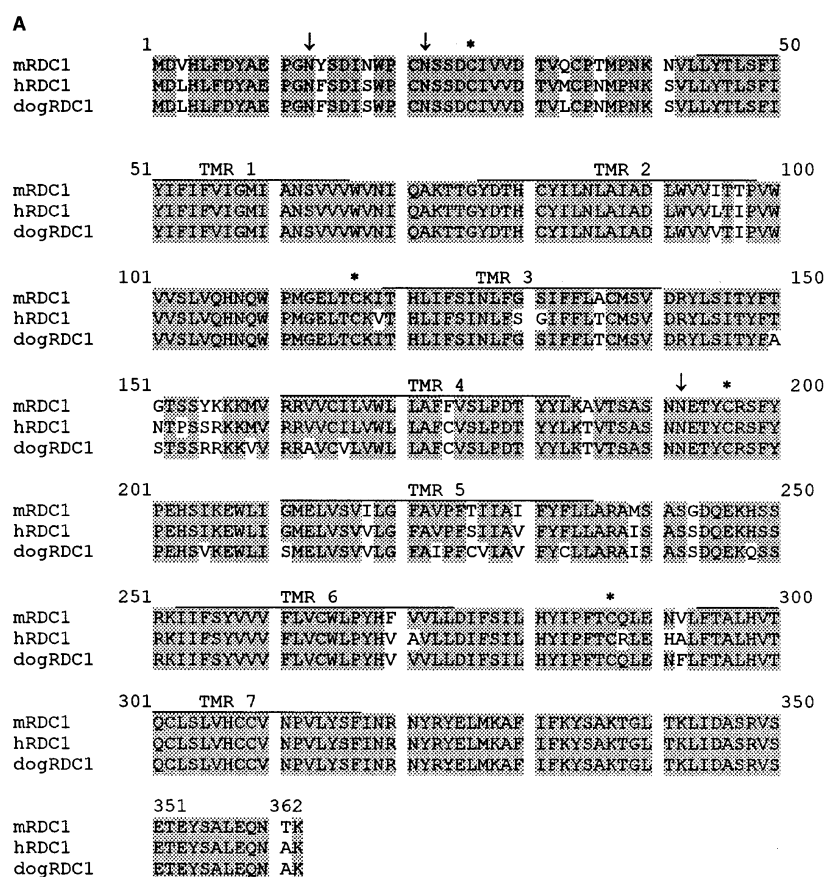 A
1 ↓ ↓ * 50
mRDC1 MDVHLFDYAE PGNYSDINWP CNSSDCIVVD TVQCPTMPNK NVLLYTLSFI
hRDC1 MDLHLFDYAE PGNFSDISWP CNSSDCIVVD TVMCPNMPNK SVLLYTLSFI
dogRDC1 MDLHLFDYAE PGNFSDISWP CNSSDCIVVD TVLCPNMPNK SVLLYTLSFI
51 TMR 1 TMR 2 100
mRDC1 YIFIFVIGMI ANSVVVWVNI QAKTTGYDTH CYILNLAIAD LWVVITTPVW
hRDC1 YIFIFVIGMI ANSVVVWVNI QAKTTGYDTH CYILNLAIAD LWVVLTIPVW
dogRDC1 YIFIFVIGMI ANSVVVWVNI QAKTTGYDTH CYILNLAIAD LWVVVTIPVW
101 * TMR 3 150
mRDC1 VVSLVQHNQW PMGELTCKIT HLIFSINLFG SIFFLACMSV DRYLSITYFT
hRDC1 VVSLVQHNQW PMGELTCKVT HLIFSINLFS GIFFLTCMSV DRYLSITYFT
dogRDC1 VVSLVQHNQW PMGELTCKIT HLIFSINLFG SIFFLTCMSV DRYLSITYFA
151 TMR 4 ↓ * 200
mRDC1 GTSSYKKKMV RRVVCILVWL LAFFVSLPDT YYLKAVTSAS NNETYCRSFY
hRDC1 NTPSSRKKMV RRVVCILVWL LAFCVSLPDT YYLKTVTSAS NNETYCRSFY
dogRDC1 STSSRRKKVV RRAVCVLVWL LAFCVSLPDT YYLKTVTSAS NNETYCRSFY
201 TMR 5 250
mRDC1 PEHSIKEWLI GMELVSVILG FAVPFTIIAI FYFLLARAMS ASGDQEKHSS
hRDC1 PEHSIKEWLI GMELVSVVLG FAVPFSIIAV FYFLLARAIS ASSDQEKHSS
dogRDC1 PEHSVKEWLI SMELVSVVLG FAIPFCVIAV FYCLLARAIS ASSDQEKQSS
251 TMR 6 * 300
mRDC1 RKIIFSYVVV FLVCWLPYHF VVLLDIFSIL HYIPFTCQLE NVLFTALHVT
hRDC1 RKIIFSYVVV FLVCWLPYHV AVLLDIFSIL HYIPFTCRLE HALFTALHVT
dogRDC1 RKIIFSYVVV FLVCWLPYHV VVLLDIFSIL HYIPFTCQLE NFLFTALHVT
301 TMR 7 350
mRDC1 QCLSLVHCCV NPVLYSFINR NYRYELMKAF IFKYSAKTGL TKLIDASRVS
hRDC1 QCLSLVHCCV NPVLYSFINR NYRYELMKAF IFKYSAKTGL TKLIDASRVS
dogRDC1 QCLSLVHCCV NPVLYSFINR NYRYELMKAF IFKYSAKTGL TKLIDASRVS
351 362
mRDC1 ETEYSALEQN TK
hRDC1 ETEYSALEQN AK
dogRDC1 ETEYSALEQN AK